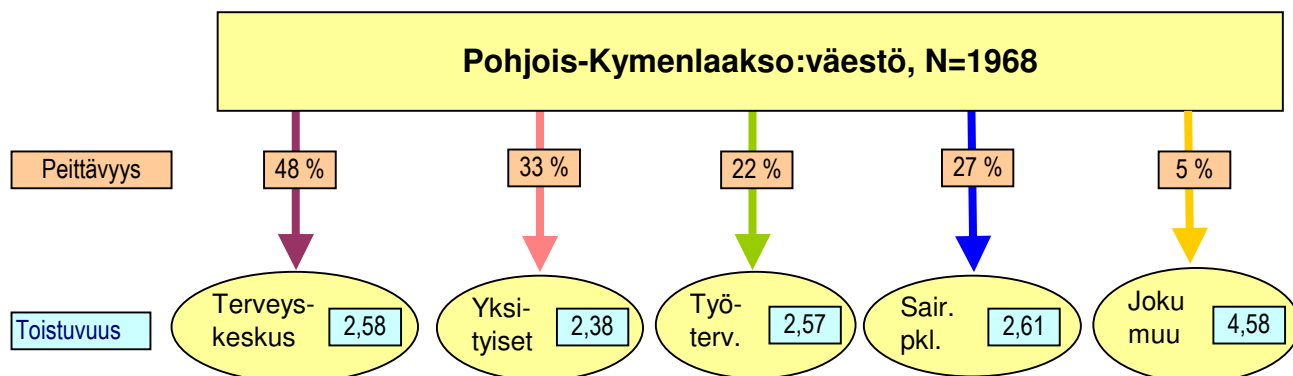 Pohjois-Kymenlaakso:väestö, N=1968
Peittävyys
48 %
33 %
22 %
27 %
5 %
Toistuvuus
Terveys-
keskus
2,58
Yksi-
tyiset
2,38
Työ-
terv.
2,57
Sair.
pkl.
2,61
Joku
muu
4,58